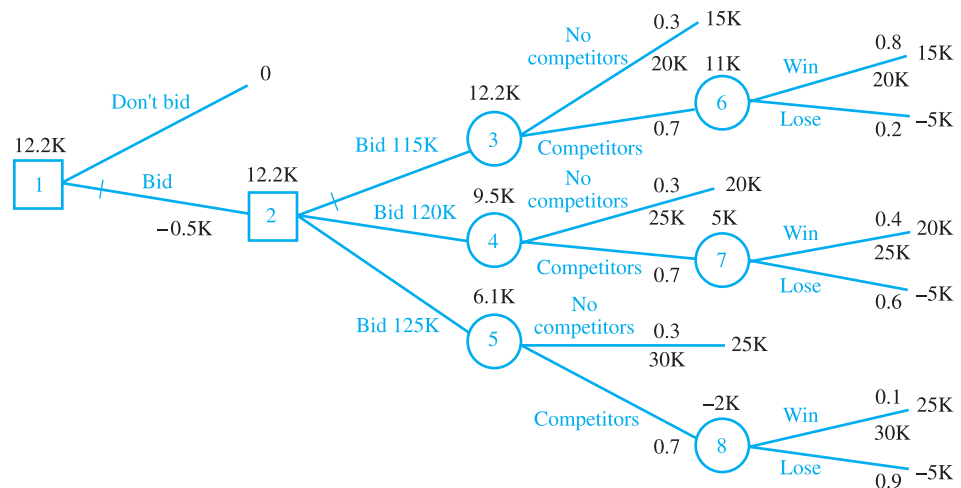 0
Don't bid
12.2K
1
Bid
−0.5K
12.2K
2
Bid 115K
Bid 120K
Bid 125K
12.2K
3
No
competitors
0.3
15K
20K
Competitors
0.7
11K
6
Win
0.8
15K
20K
Lose
0.2
−5K
9.5K
4
No
competitors
0.3
20K
25K
Competitors
0.7
5K
7
Win
0.4
20K
25K
Lose
0.6
−5K
6.1K
5
No
competitors
0.3
25K
30K
Competitors
0.7
−2K
8
Win
0.1
25K
30K
Lose
0.9
−5K